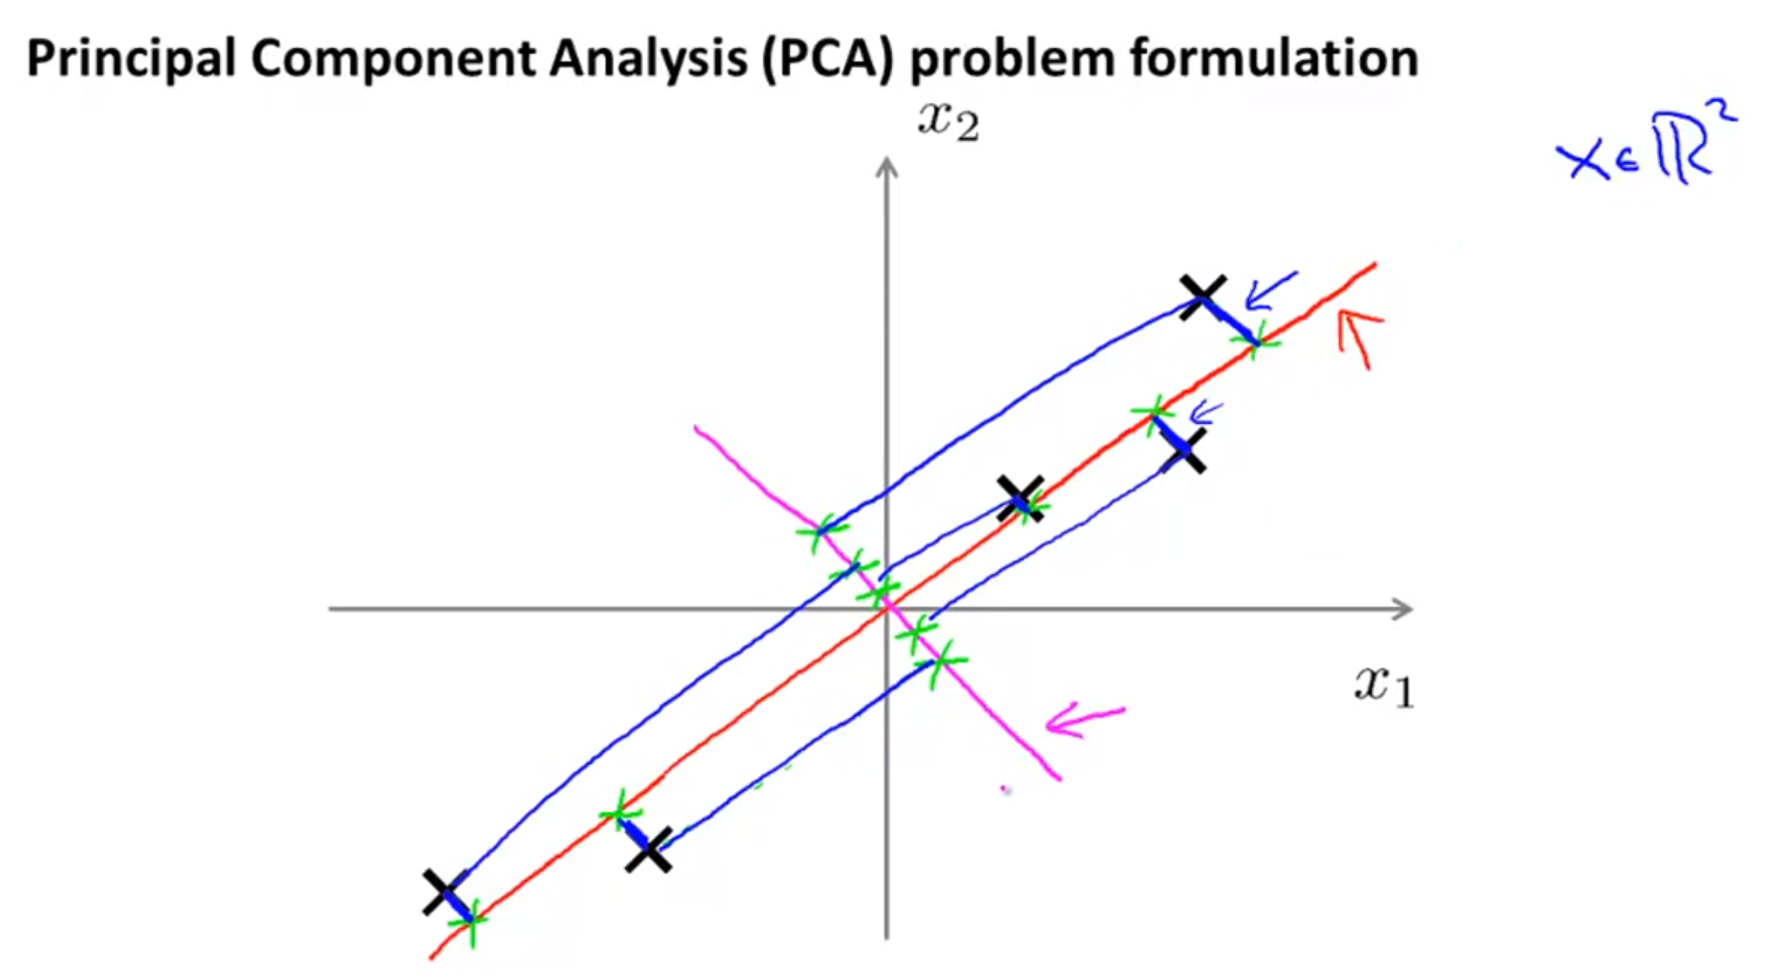 Principal Component Analysis (PCA) problem formulation
x₂
x ∈ ℝ²
x₁